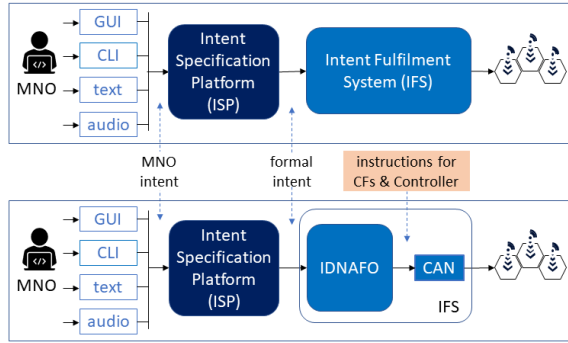 GUI
CLI
text
audio
MNO
Intent
Specification
Platform
(ISP)
Intent Fulfilment
System (IFS)
MNO
intent
formal
intent
instructions for
CFs & Controller
GUI
CLI
text
audio
MNO
Intent
Specification
Platform
(ISP)
IDNAFO
CAN
IFS